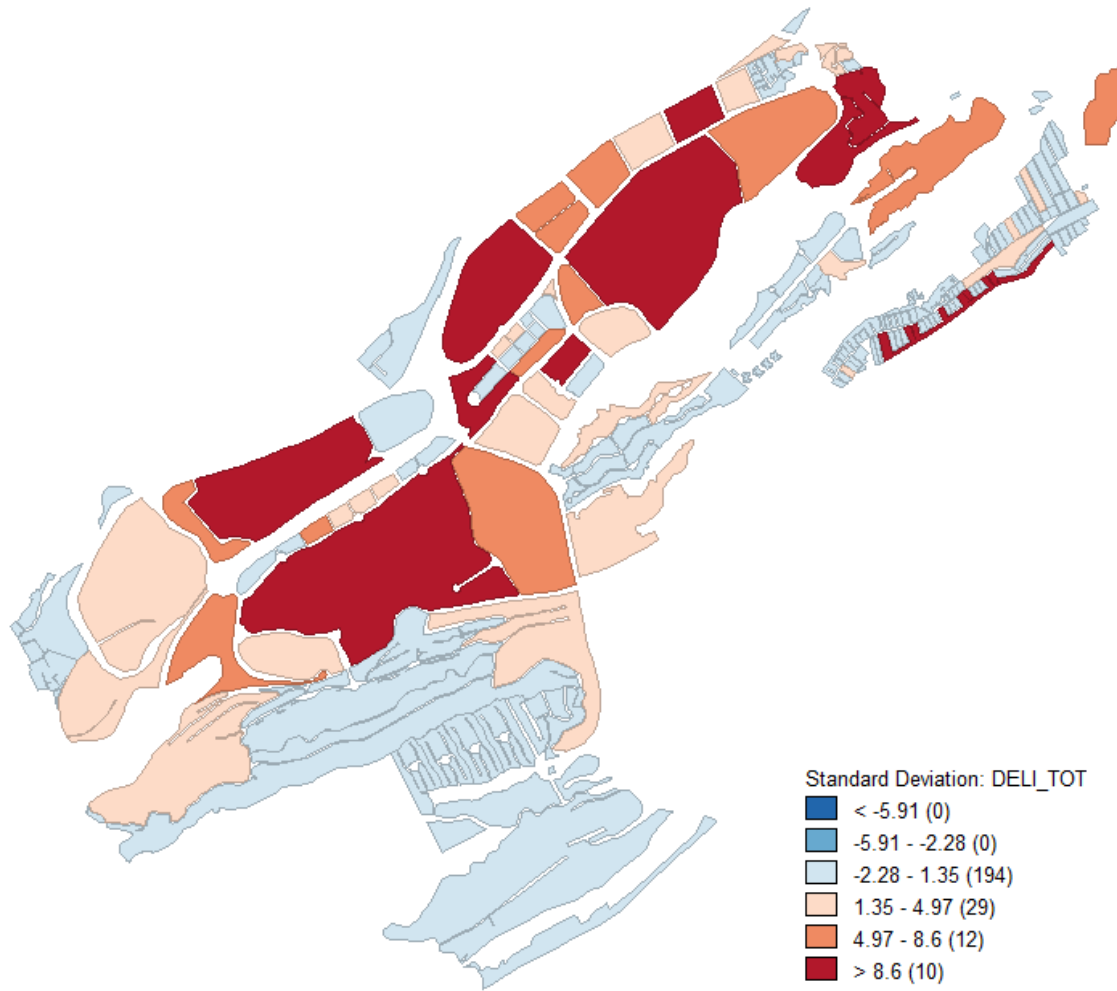 Standard Deviation: DELI_TOT
< -5.91 (0)
-5.91 - -2.28 (0)
-2.28 - 1.35 (194)
1.35 - 4.97 (29)
4.97 - 8.6 (12)
> 8.6 (10)